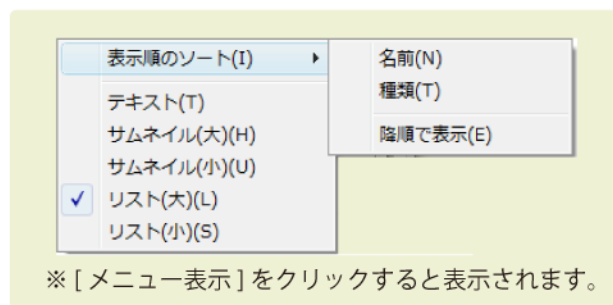 表示順のソート(I)
テキスト(T)
サムネイル(大)(H)
サムネイル(小)(U)
リスト(大)(L)
リスト(小)(S)
名前(N)
種類(T)
降順で表示(E)
※ [ メニュー表示 ] をクリックすると表示されます。